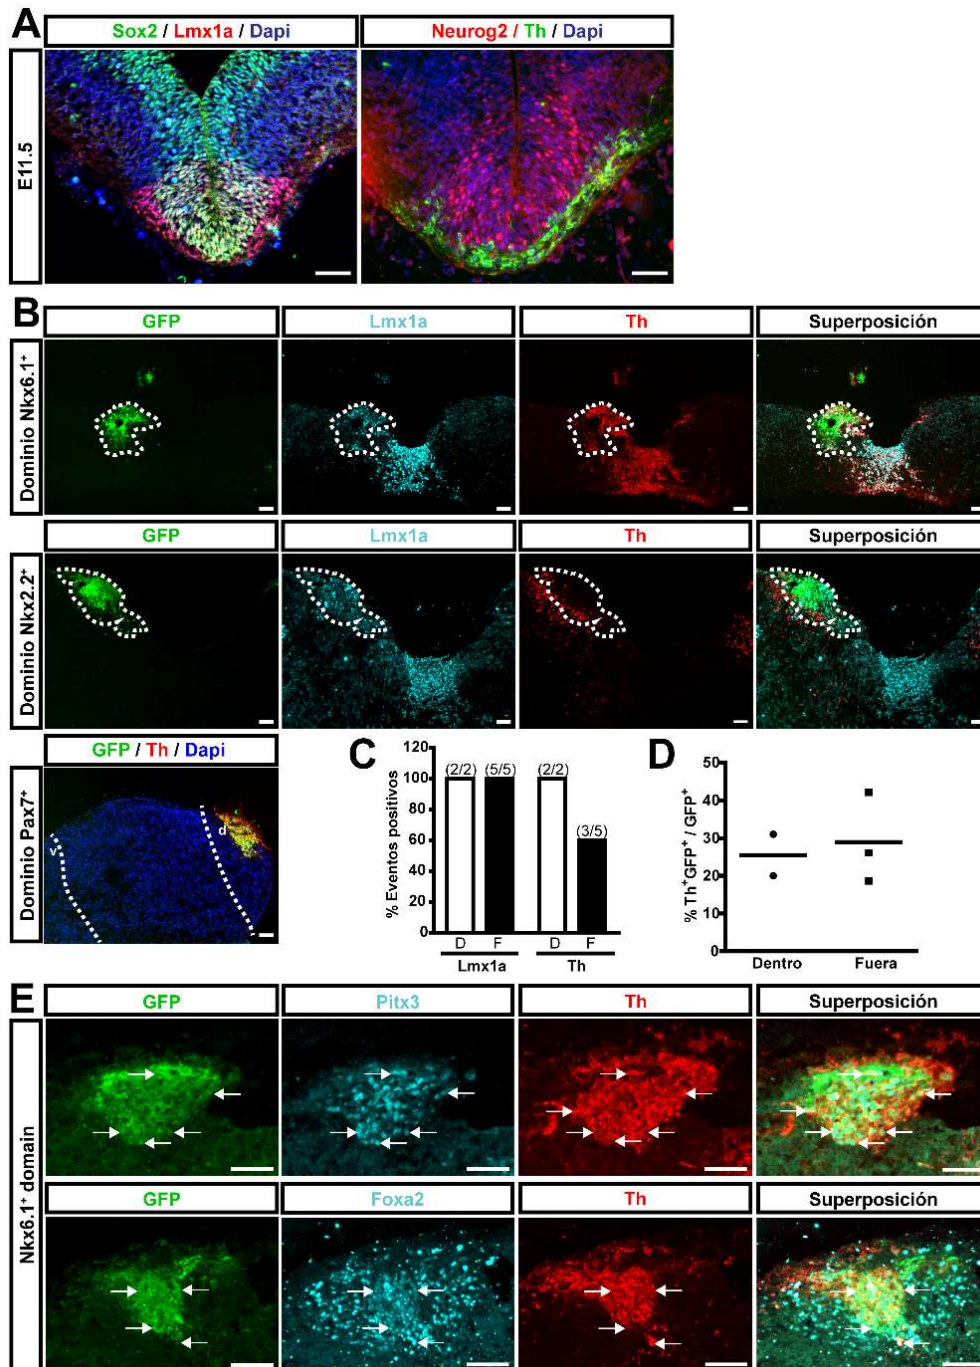 A
Sox2 / Lmx1a / Dapi
Neurog2 / Th / Dapi
E11.5
B
GFP
Lmx1a
Th
Superposición
Dominio Nkx6.1⁺
GFP
Lmx1a
Th
Superposición
Dominio Nkx2.2⁺
GFP / Th / Dapi
Dominio Pax7⁺
v
d
C
% Eventos positivos
120
100
80
60
40
20
0
(2/2)
(5/5)
(2/2)
(3/5)
D
F
D
F
Lmx1a
Th
D
% Th⁺GFP⁺ / GFP⁺
50
40
30
20
10
0
Dentro
Fuera
E
GFP
Pitx3
Th
Superposición
Nkx6.1⁺ domain
GFP
Foxa2
Th
Superposición